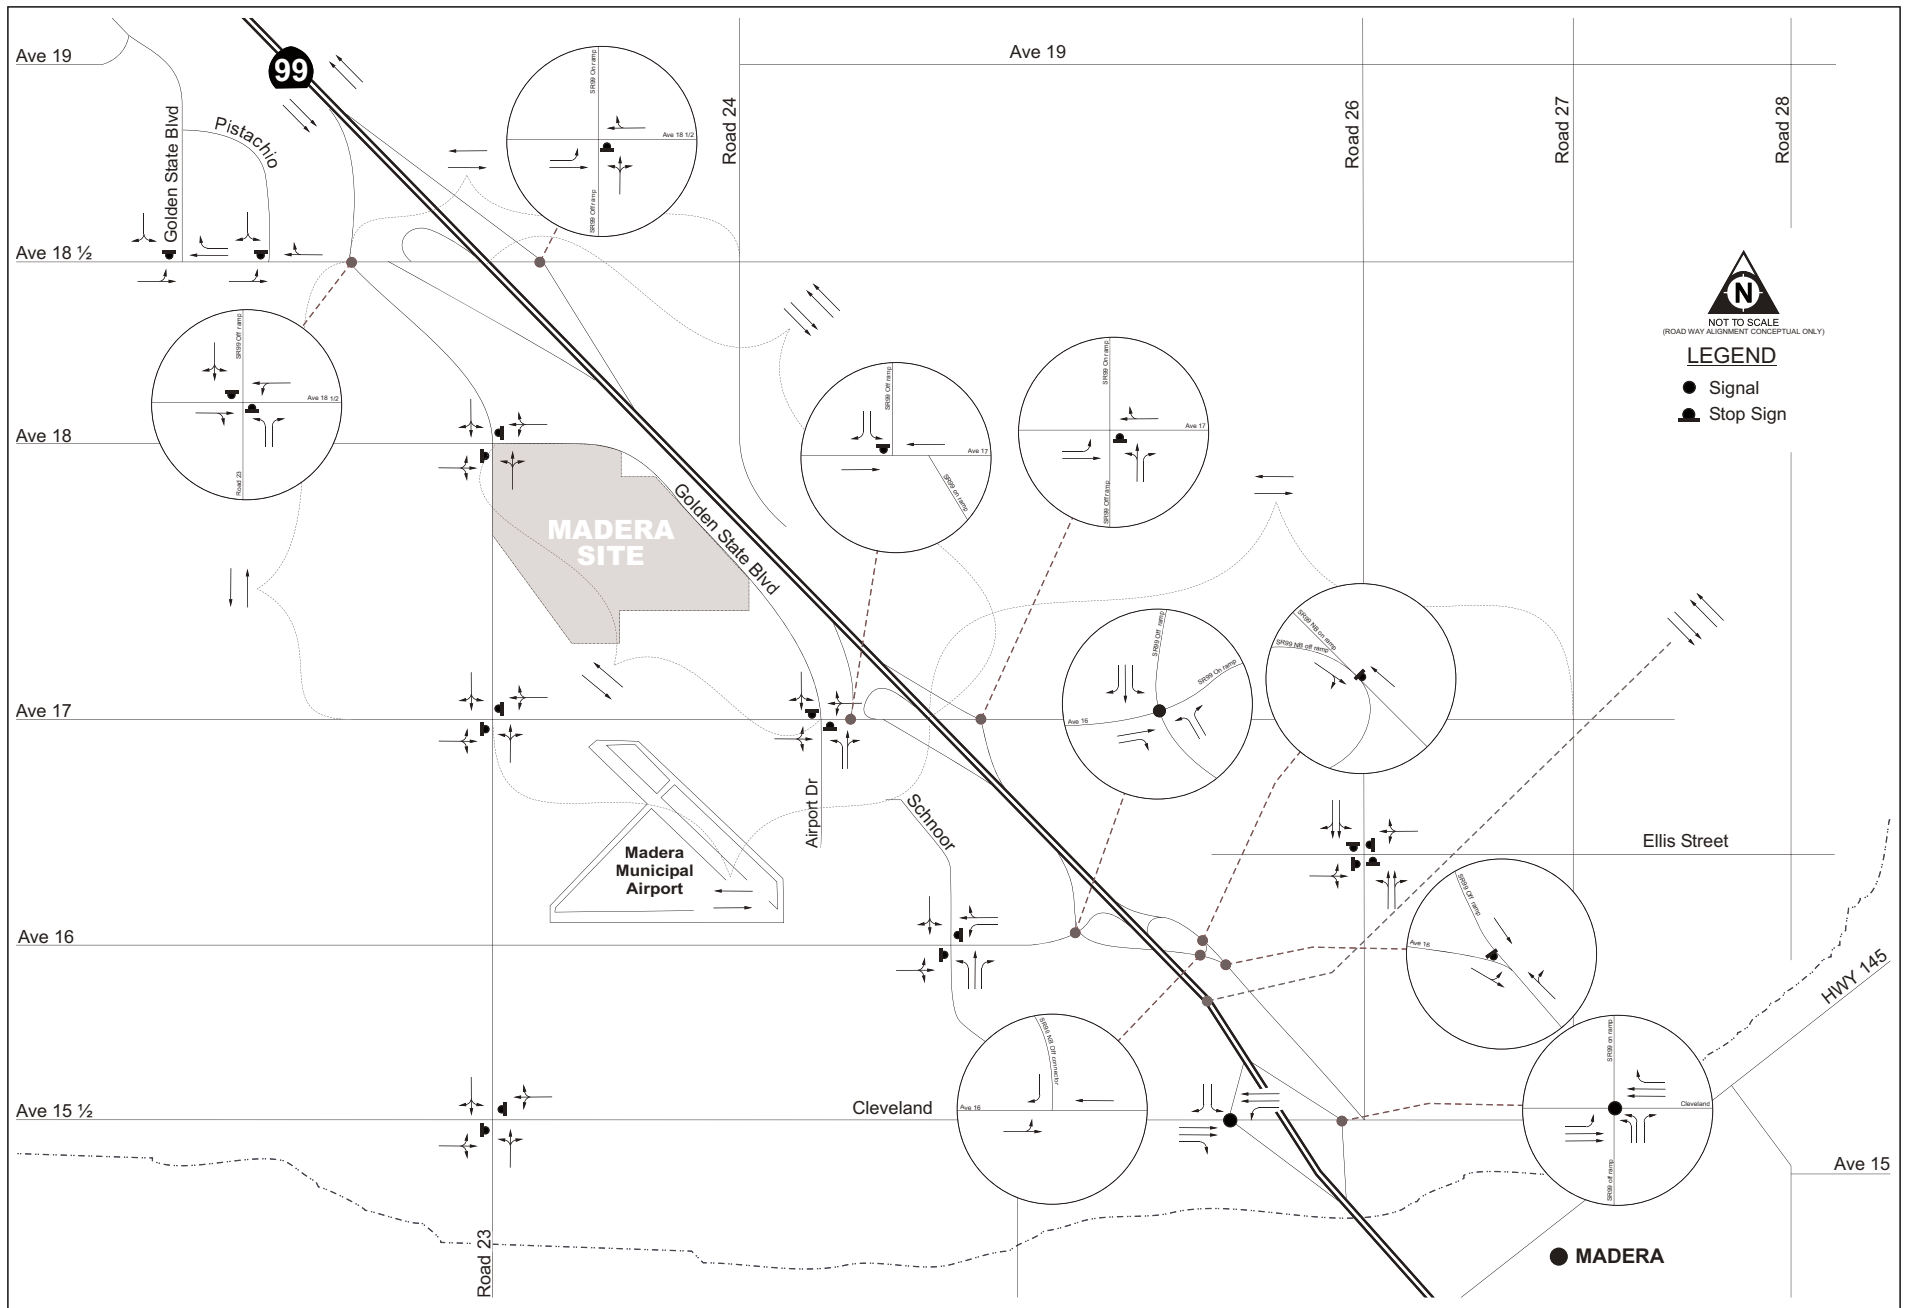 Ave 19
99
Ave 19
Golden State Blvd
Pistachio
SR99 On ramp
Ave 18 1/2
SR99 Off ramp
Road 24
Road 26
Road 27
Road 28
Ave 18 ½
N
NOT TO SCALE
(ROAD WAY ALIGNMENT CONCEPTUAL ONLY)
LEGEND
Signal
Stop Sign
SR99 Off ramp
Ave 18 1/2
Road 23
Ave 18
SR99 Off ramp
Ave 17
SR99 on ramp
SR99 On ramp
Ave 17
SR99 Off ramp
MADERA
SITE
Golden State Blvd
SR99 Off ramp
SR99 On ramp
Ave 16
SR99 NB on ramp
SR99 NB off ramp
Ave 17
Airport Dr
Schnoor
Madera
Municipal
Airport
Ellis Street
SR99 Off ramp
Ave 16
Ave 16
HWY 145
SR99 NB Off connector
Ave 16
SR99 on ramp
Cleveland
SR99 off ramp
Ave 15 ½
Cleveland
Ave 15
Road 23
MADERA